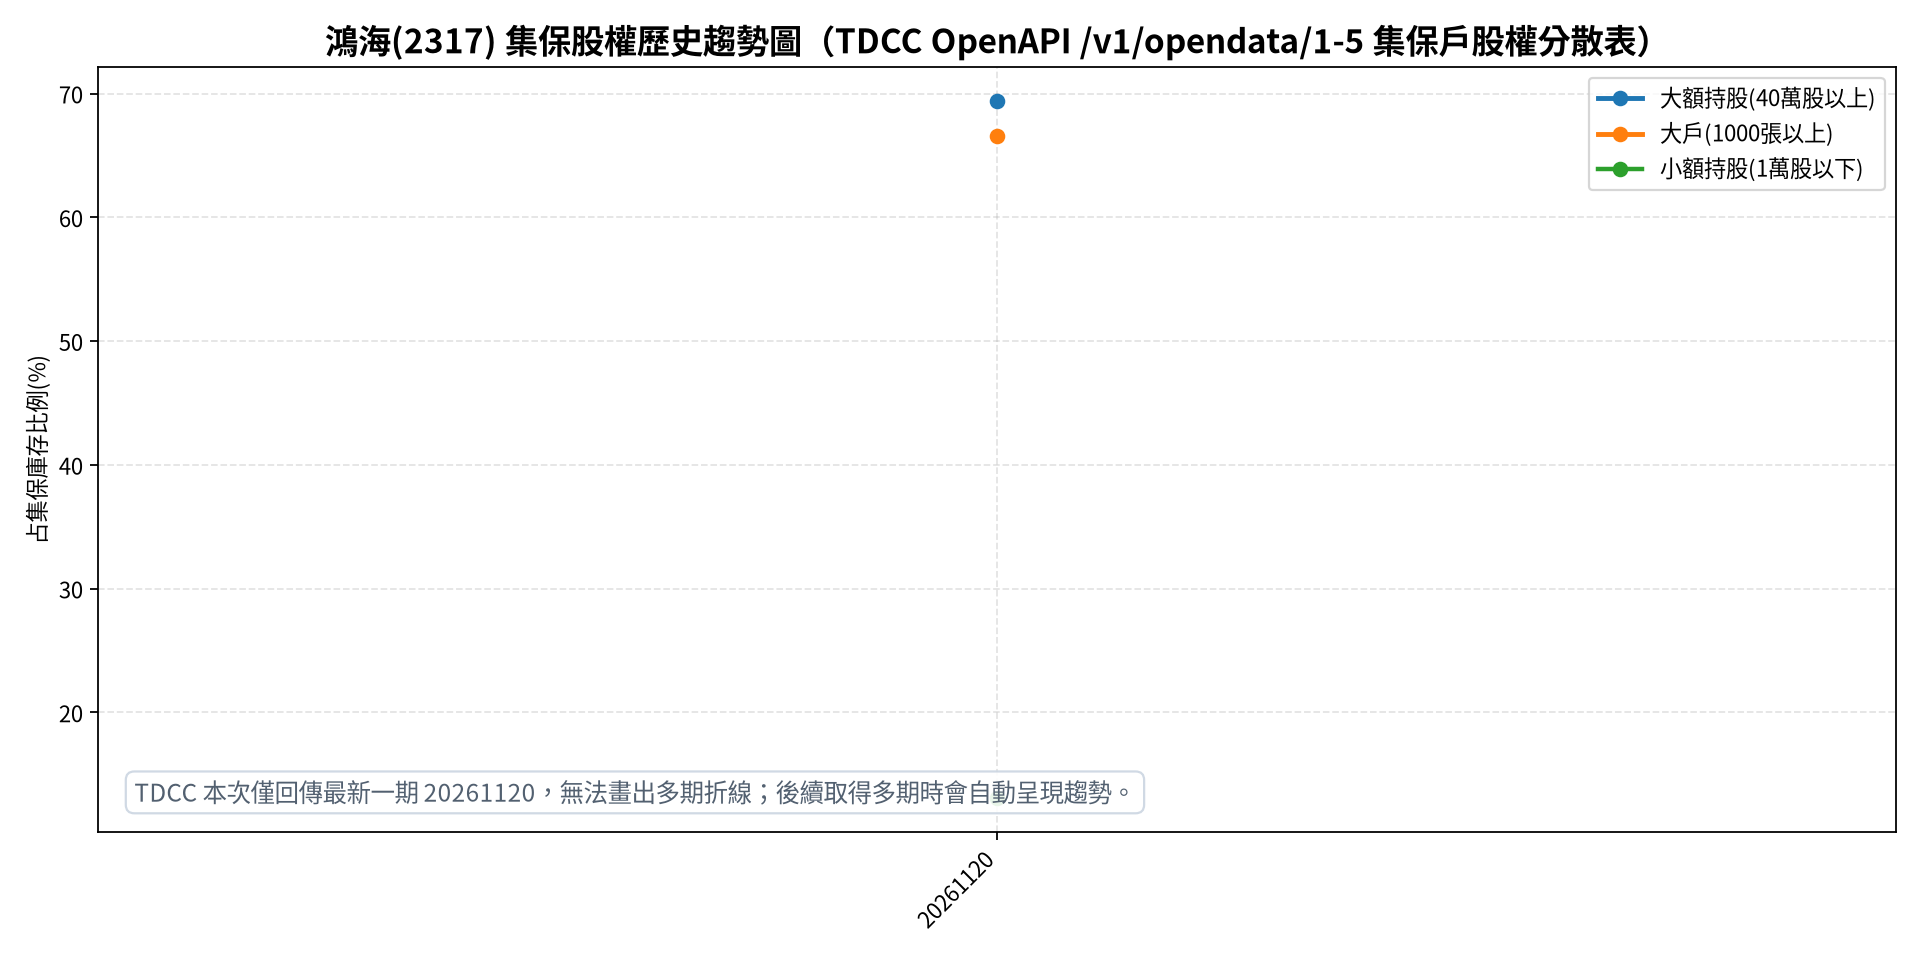 鴻海(2317) 集保股權歷史趨勢圖（TDCC OpenAPI /v1/opendata/1-5 集保戶股權分散表）
大額持股(40萬股以上)
大戶(1000張以上)
小額持股(1萬股以下)
占集保庫存比例(%)
70
60
50
40
30
20
TDCC 本次僅回傳最新一期 20261120，無法畫出多期折線；後續取得多期時會自動呈現趨勢。
20261120